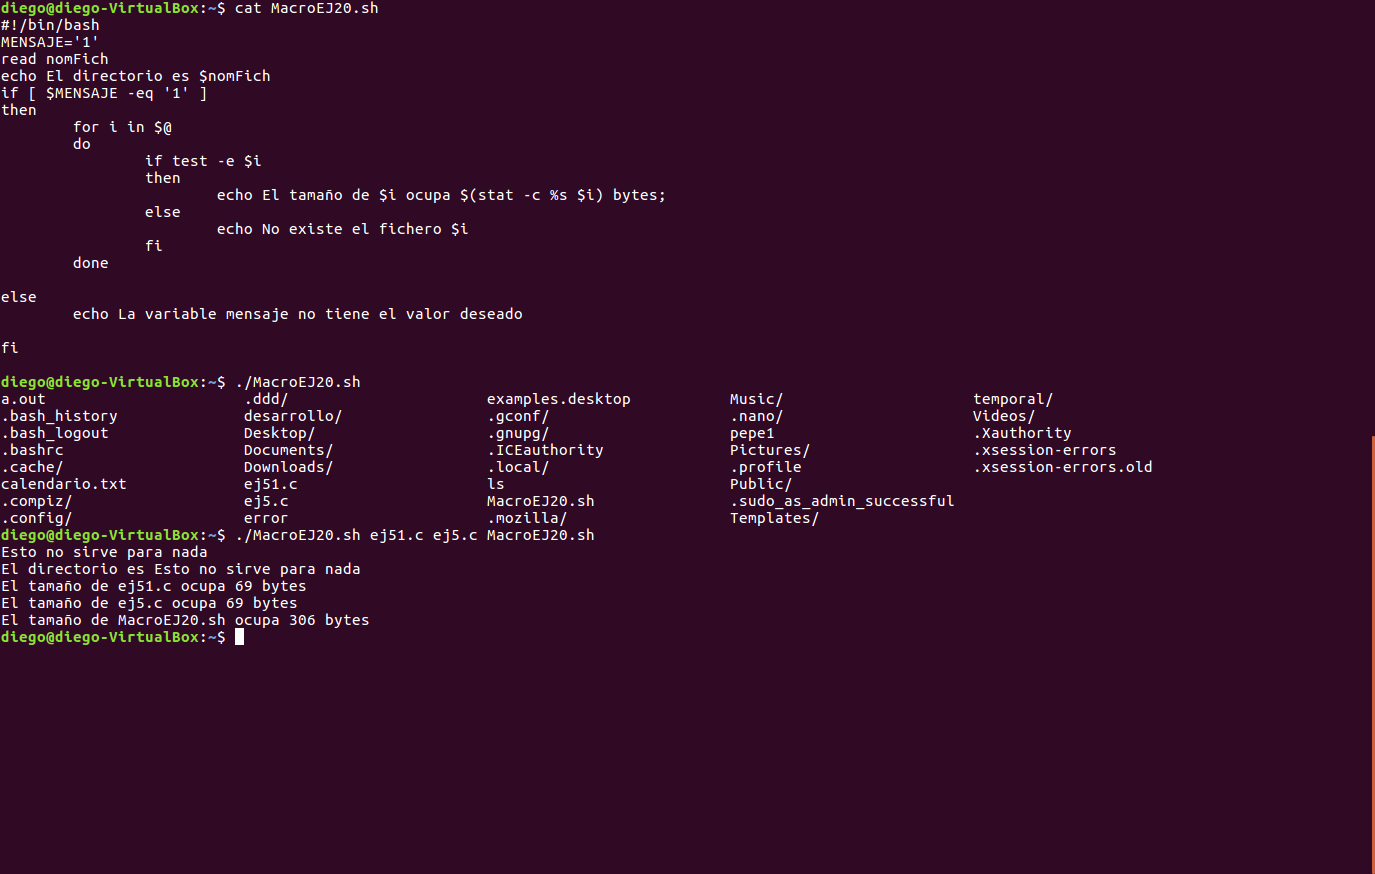 diego@diego-VirtualBox:~$ cat MacroEJ20.sh
#!/bin/bash
MENSAJE='1'
read nomFich
echo El directorio es $nomFich
if [ $MENSAJE -eq '1' ]
then
        for i in $@
        do
                if test -e $i
                then
                        echo El tamaño de $i ocupa $(stat -c %s $i) bytes;
                else
                        echo No existe el fichero $i
                fi
        done

else
        echo La variable mensaje no tiene el valor deseado

fi

diego@diego-VirtualBox:~$ ./MacroEJ20.sh
a.out                      .ddd/                      examples.desktop           Music/                     temporal/
.bash_history              desarrollo/                .gconf/                    .nano/                     Videos/
.bash_logout               Desktop/                   .gnupg/                    pepe1                      .Xauthority
.bashrc                    Documents/                 .ICEauthority              Pictures/                  .xsession-errors
.cache/                    Downloads/                 .local/                    .profile                   .xsession-errors.old
calendario.txt             ej51.c                     ls                         Public/
.compiz/                   ej5.c                      MacroEJ20.sh               .sudo_as_admin_successful
.config/                   error                      .mozilla/                  Templates/
diego@diego-VirtualBox:~$ ./MacroEJ20.sh ej51.c ej5.c MacroEJ20.sh
Esto no sirve para nada
El directorio es Esto no sirve para nada
El tamaño de ej51.c ocupa 69 bytes
El tamaño de ej5.c ocupa 69 bytes
El tamaño de MacroEJ20.sh ocupa 306 bytes
diego@diego-VirtualBox:~$